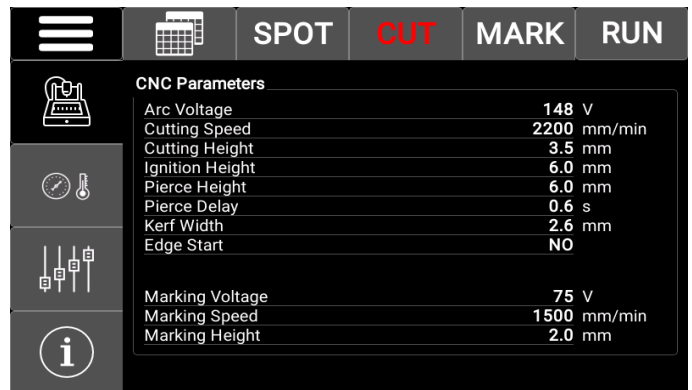 SPOT CUT MARK RUN
CNC Parameters
Arc Voltage 148 V
Cutting Speed 2200 mm/min
Cutting Height 3.5 mm
Ignition Height 6.0 mm
Pierce Height 6.0 mm
Pierce Delay 0.6 s
Kerf Width 2.6 mm
Edge Start NO
Marking Voltage 75 V
Marking Speed 1500 mm/min
Marking Height 2.0 mm
i